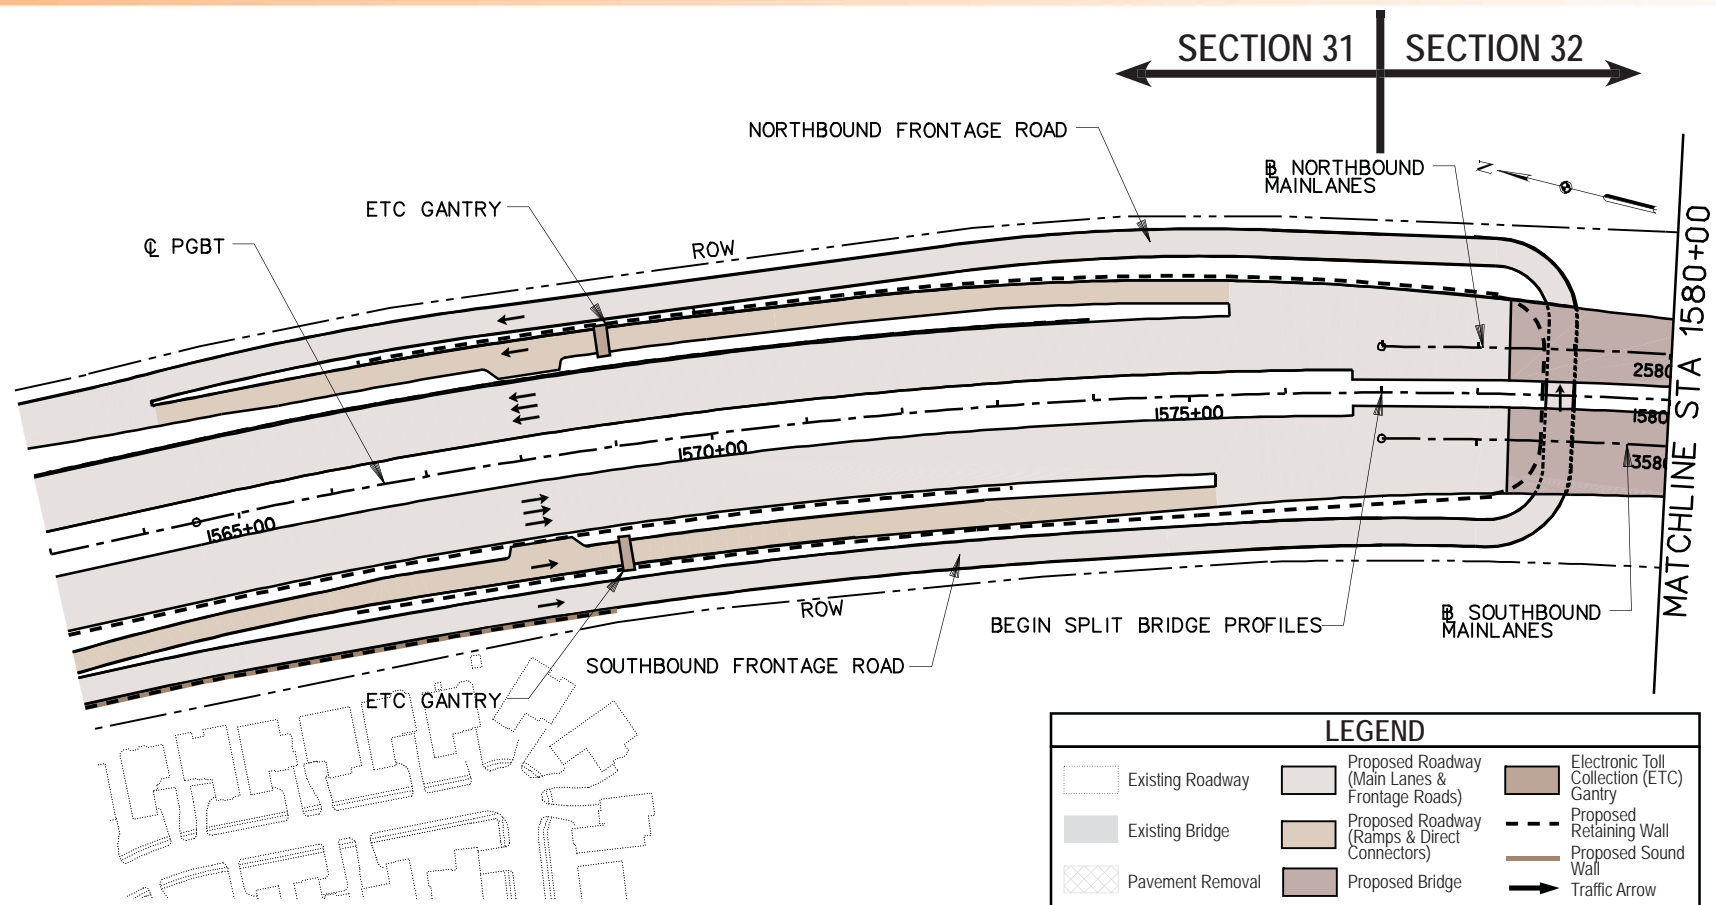 SECTION 31
SECTION 32
NORTHBOUND FRONTAGE ROAD
BL NORTHBOUND
MAINLANES
N
ETC GANTRY
CL PGBT
ROW
MATCHLINE STA 1580+00
2580
1580
3580
1575+00
1570+00
1565+00
ROW
BEGIN SPLIT BRIDGE PROFILES
BL SOUTHBOUND
MAINLANES
SOUTHBOUND FRONTAGE ROAD
ETC GANTRY
LEGEND
Existing Roadway
Existing Bridge
Pavement Removal
Proposed Roadway
(Main Lanes &
Frontage Roads)
Proposed Roadway
(Ramps & Direct
Connectors)
Proposed Bridge
Electronic Toll
Collection (ETC)
Gantry
Proposed
Retaining Wall
Proposed Sound
Wall
Traffic Arrow